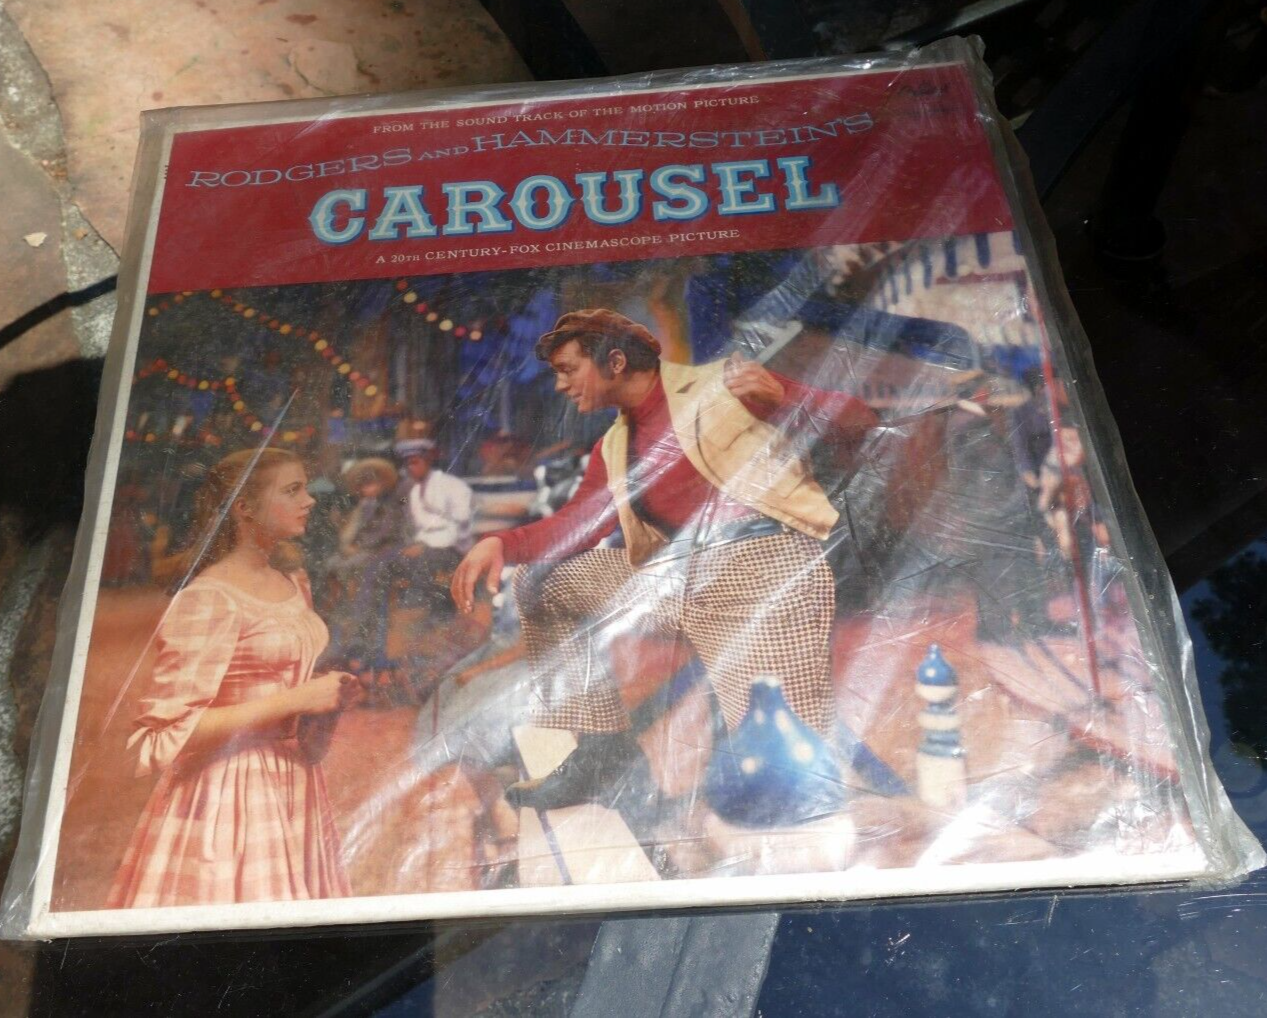 FROM THE SOUND TRACK OF THE MOTION PICTURE
RODGERS AND HAMMERSTEIN'S
CAROUSEL
A 20TH CENTURY-FOX CINEMASCOPE PICTURE